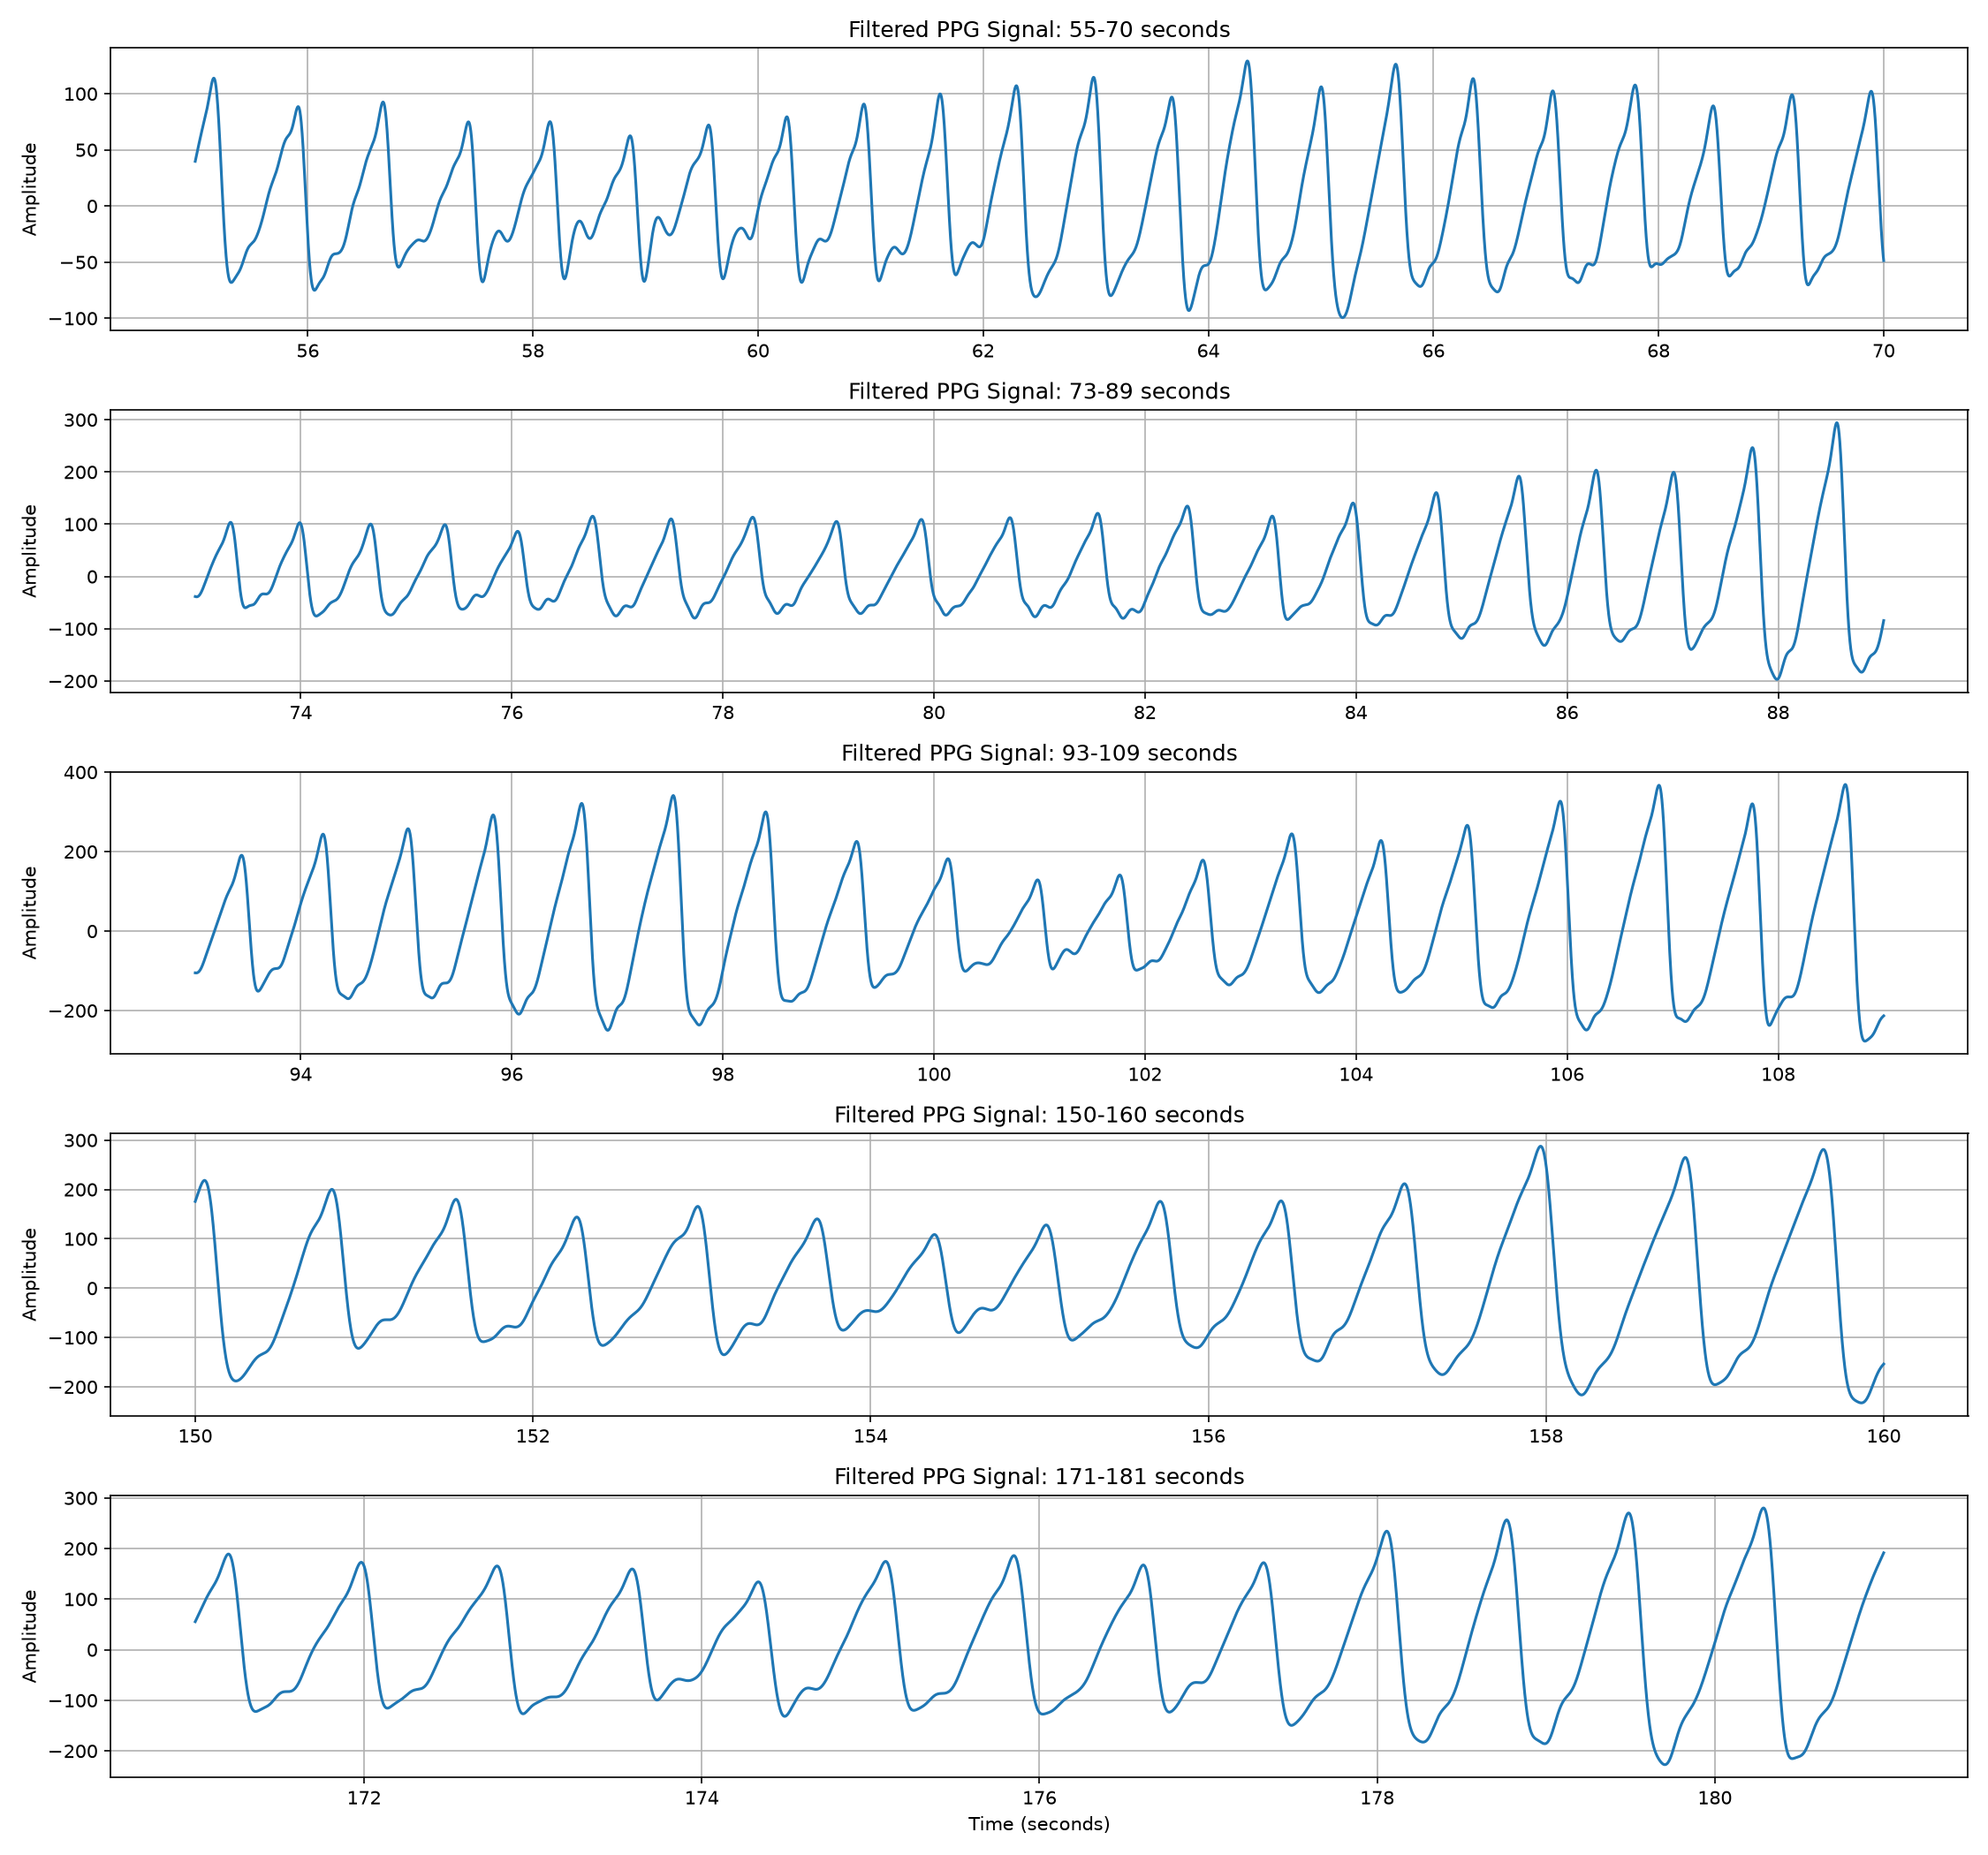 Filtered PPG Signal: 55-70 seconds
Amplitude
100
50
0
−50
−100
56 58 60 62 64 66 68 70
Filtered PPG Signal: 73-89 seconds
Amplitude
300
200
100
0
−100
−200
74 76 78 80 82 84 86 88
Filtered PPG Signal: 93-109 seconds
Amplitude
400
200
0
−200
94 96 98 100 102 104 106 108
Filtered PPG Signal: 150-160 seconds
Amplitude
300
200
100
0
−100
−200
150 152 154 156 158 160
Filtered PPG Signal: 171-181 seconds
Amplitude
300
200
100
0
−100
−200
172 174 176 178 180
Time (seconds)